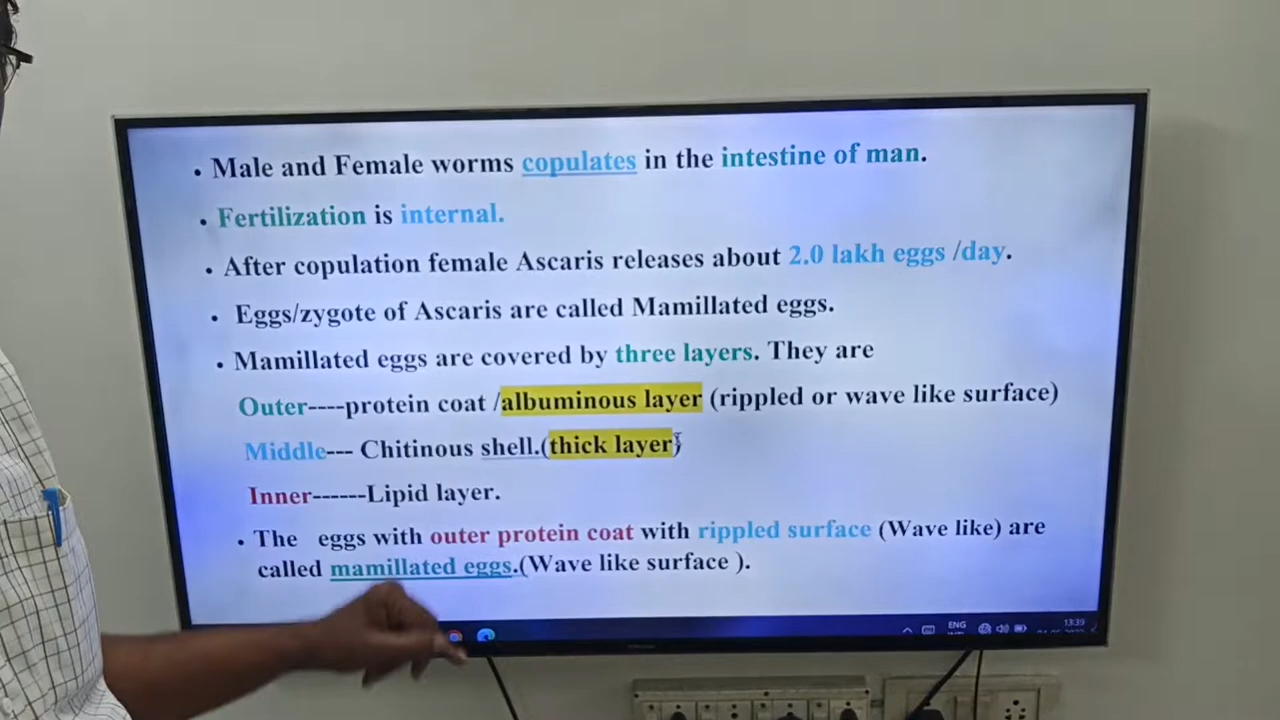 • Male and Female worms copulates in the intestine of man.
• Fertilization is internal.
• After copulation female Ascaris releases about 2.0 lakh eggs /day.
• Eggs/zygote of Ascaris are called Mamillated eggs.
• Mamillated eggs are covered by three layers. They are
Outer----protein coat /albuminous layer (rippled or wave like surface)
Middle--- Chitinous shell.(thick layer)
Inner------Lipid layer.
• The eggs with outer protein coat with rippled surface (Wave like) are
called mamillated eggs.(Wave like surface ).
ENG
13:39